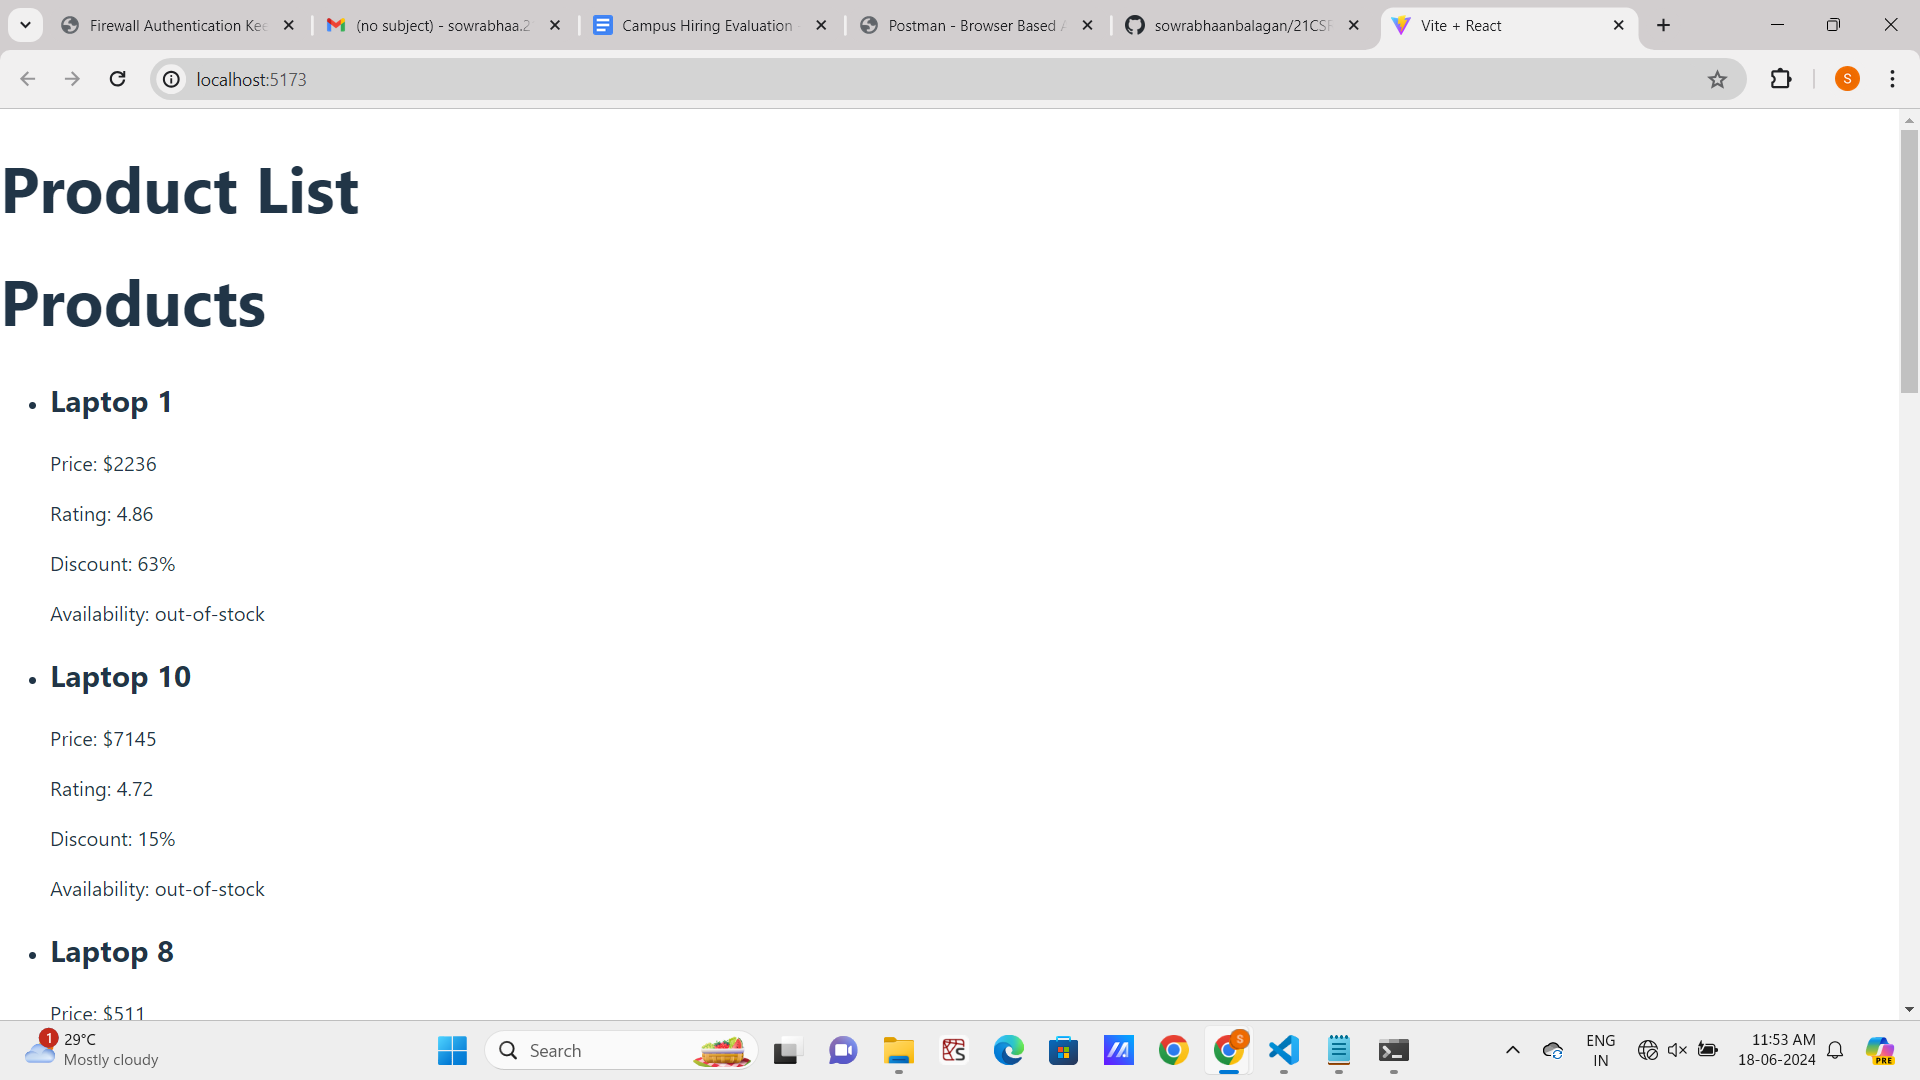 Firewall Authentication Kee
(no subject) - sowrabhaa.2
Campus Hiring Evaluation -
Postman - Browser Based A
sowrabhaanbalagan/21CSR
Vite + React
localhost:5173
S
Product List
Products
Laptop 1
Price: $2236
Rating: 4.86
Discount: 63%
Availability: out-of-stock
Laptop 10
Price: $7145
Rating: 4.72
Discount: 15%
Availability: out-of-stock
Laptop 8
Price: $511
1
29°C
Mostly cloudy
Search
S
ENG
IN
11:53 AM
18-06-2024
PRE